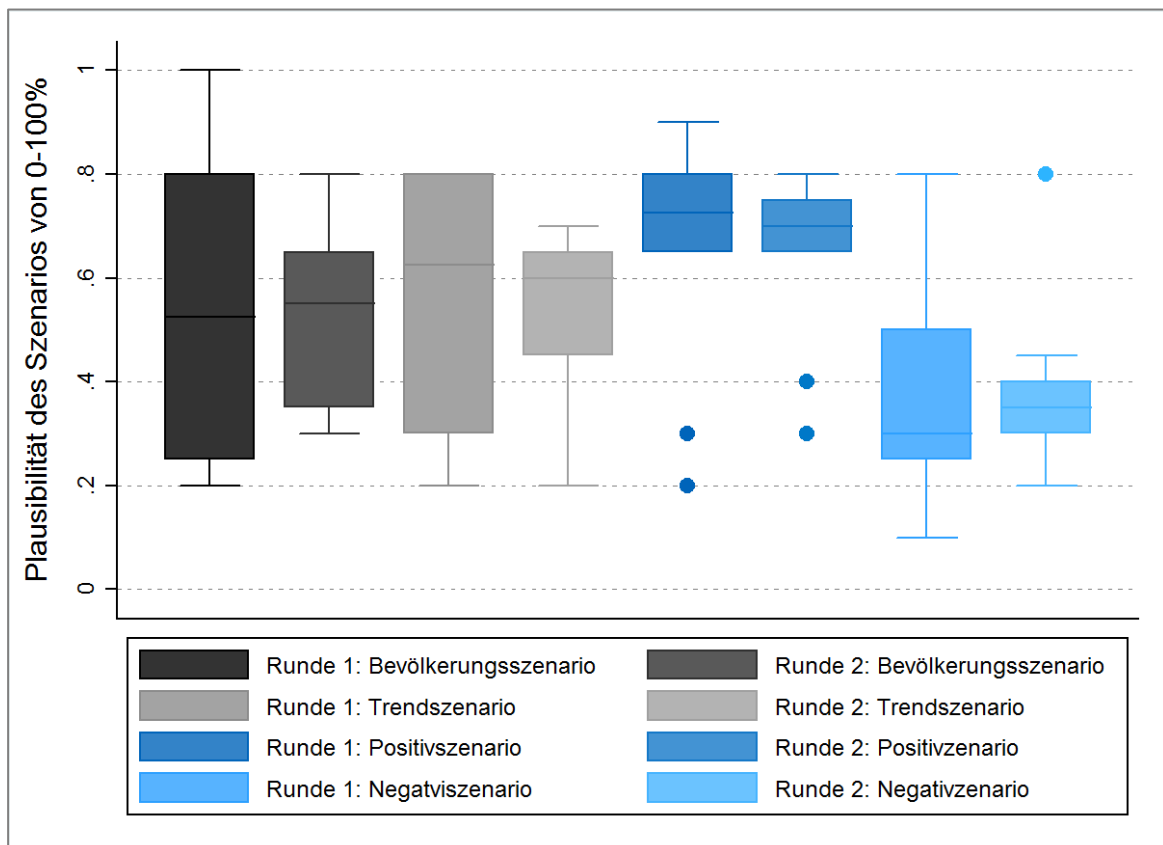 Plausibilität des Szenarios von 0-100%
1
.8
.6
.4
.2
0
Runde 1: Bevölkerungsszenario
Runde 2: Bevölkerungsszenario
Runde 1: Trendszenario
Runde 2: Trendszenario
Runde 1: Positivszenario
Runde 2: Positivzenario
Runde 1: Negatviszenario
Runde 2: Negativzenario